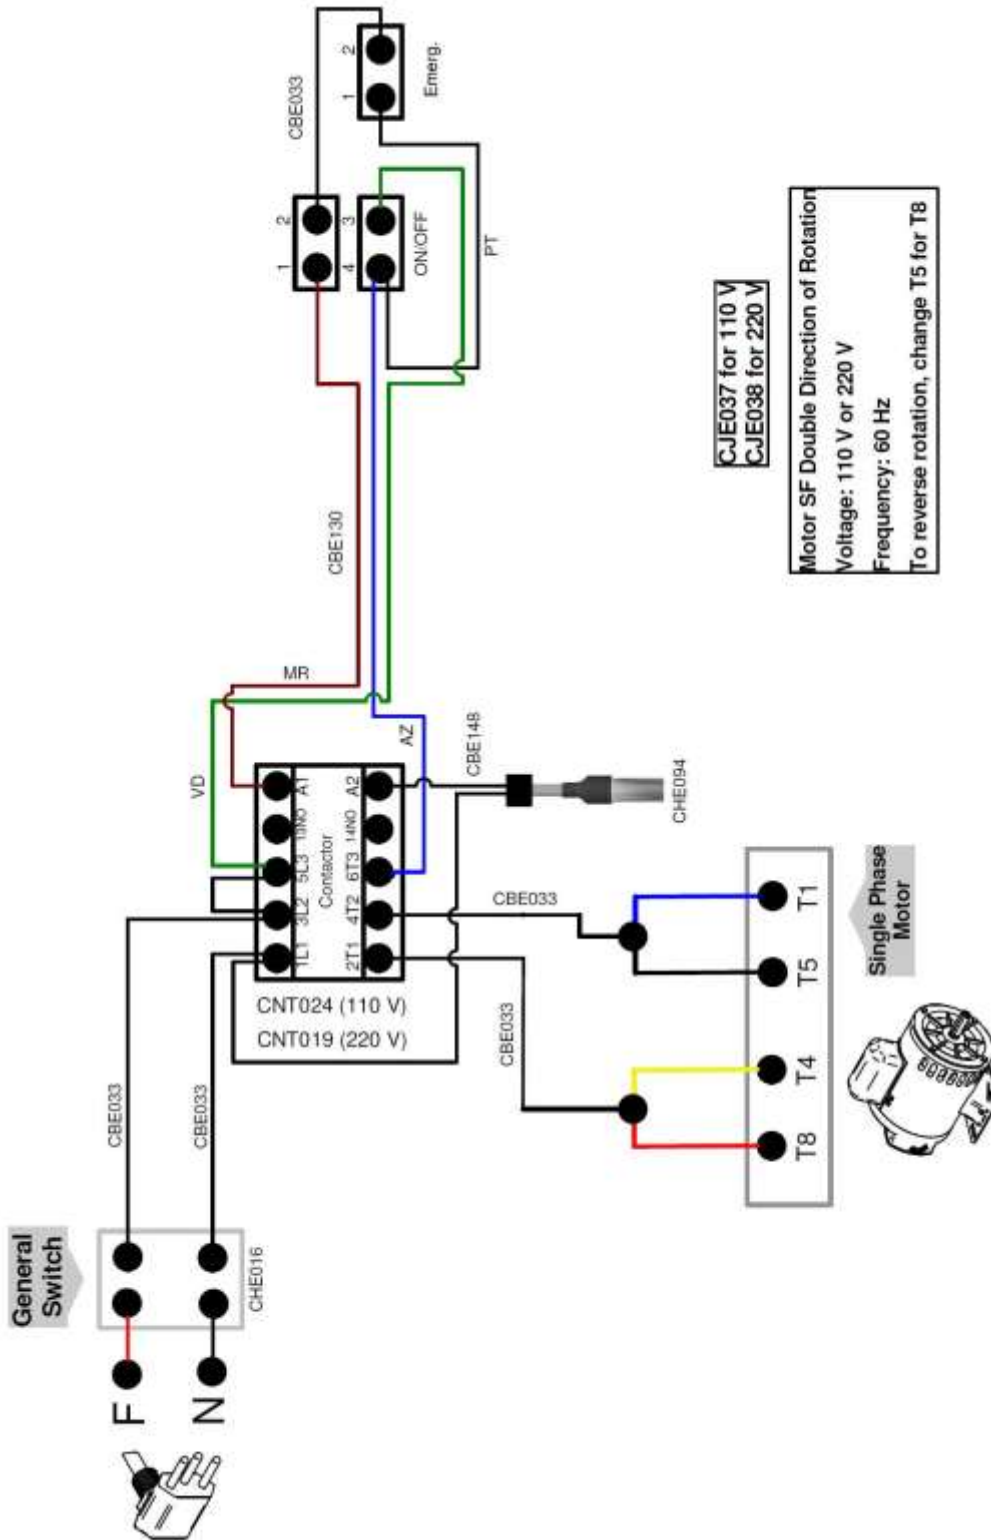 General
Switch
F
N
CHE016
CBE033
CBE033
CNT024 (110 V)
CNT019 (220 V)
1L1
3L2
5L3
13NO
A1
Contactor
2T1
4T2
6T3
14NO
A2
VD
MR
AZ
CBE130
CBE148
CHE094
CBE033
CBE033
T8
T4
T5
T1
Single Phase
Motor
1
2
4
3
ON/OFF
PT
CBE033
1
2
Emerg.
CJE037 for 110 V
CJE038 for 220 V
Motor SF Double Direction of Rotation
Voltage: 110 V or 220 V
Frequency: 60 Hz
To reverse rotation, change T5 for T8